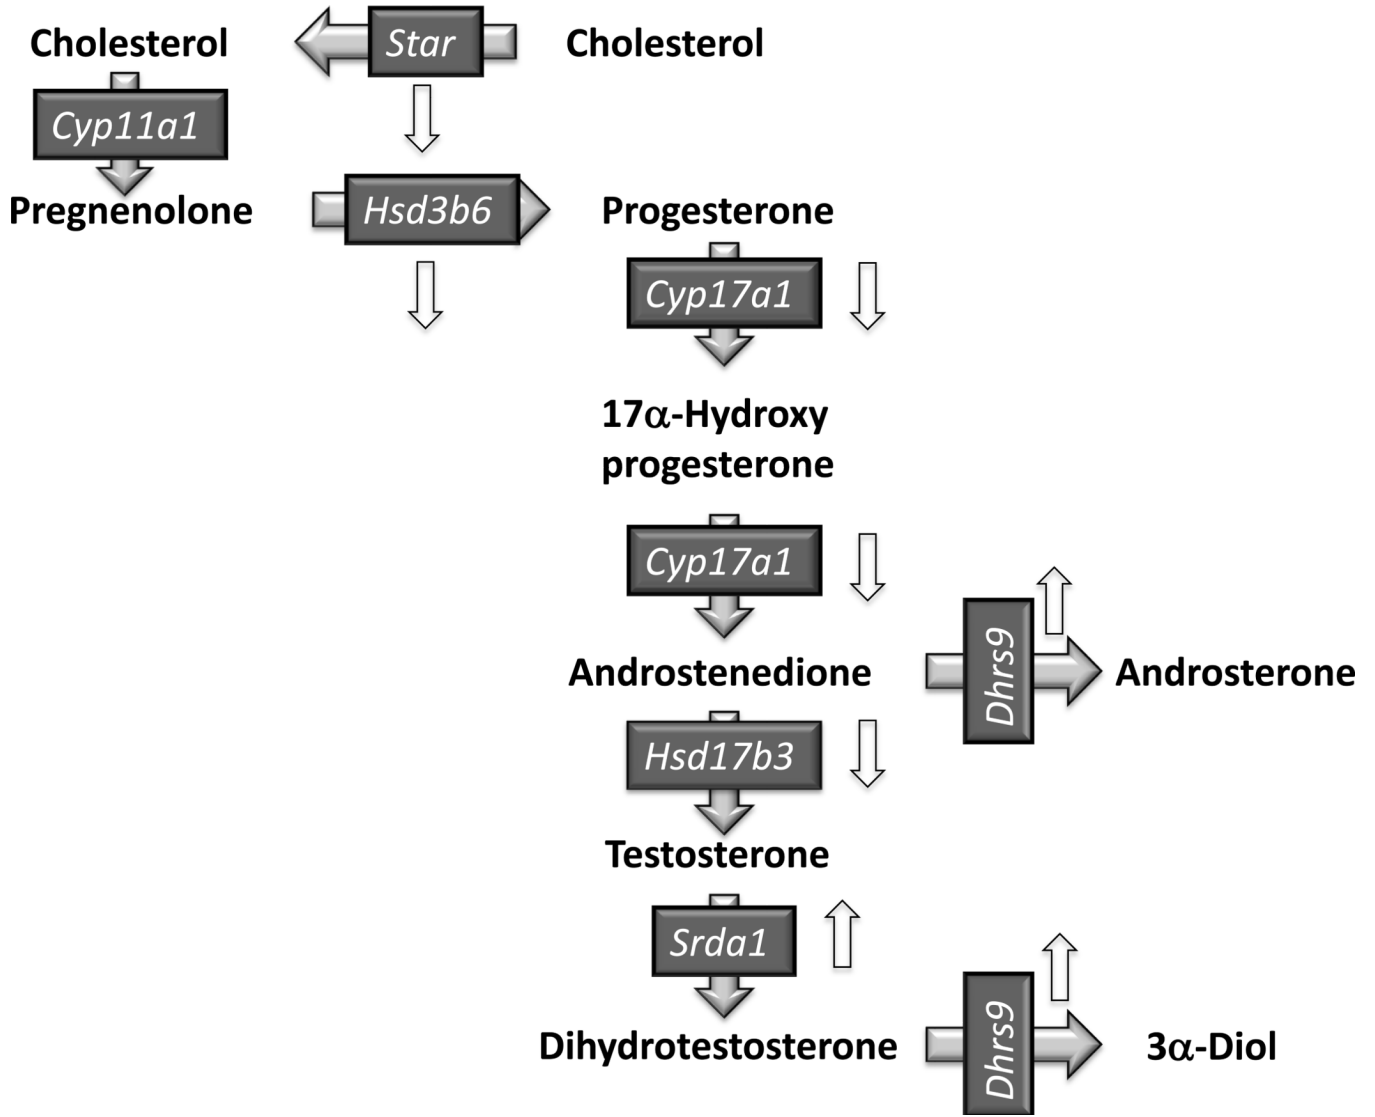 Cholesterol
Star
Cholesterol
Cyp11a1
Pregnenolone
Hsd3b6
Progesterone
Cyp17a1
17α-Hydroxy
progesterone
Cyp17a1
Androstenedione
Dhrs9
Androsterone
Hsd17b3
Testosterone
Srda1
Dihydrotestosterone
Dhrs9
3α-Diol